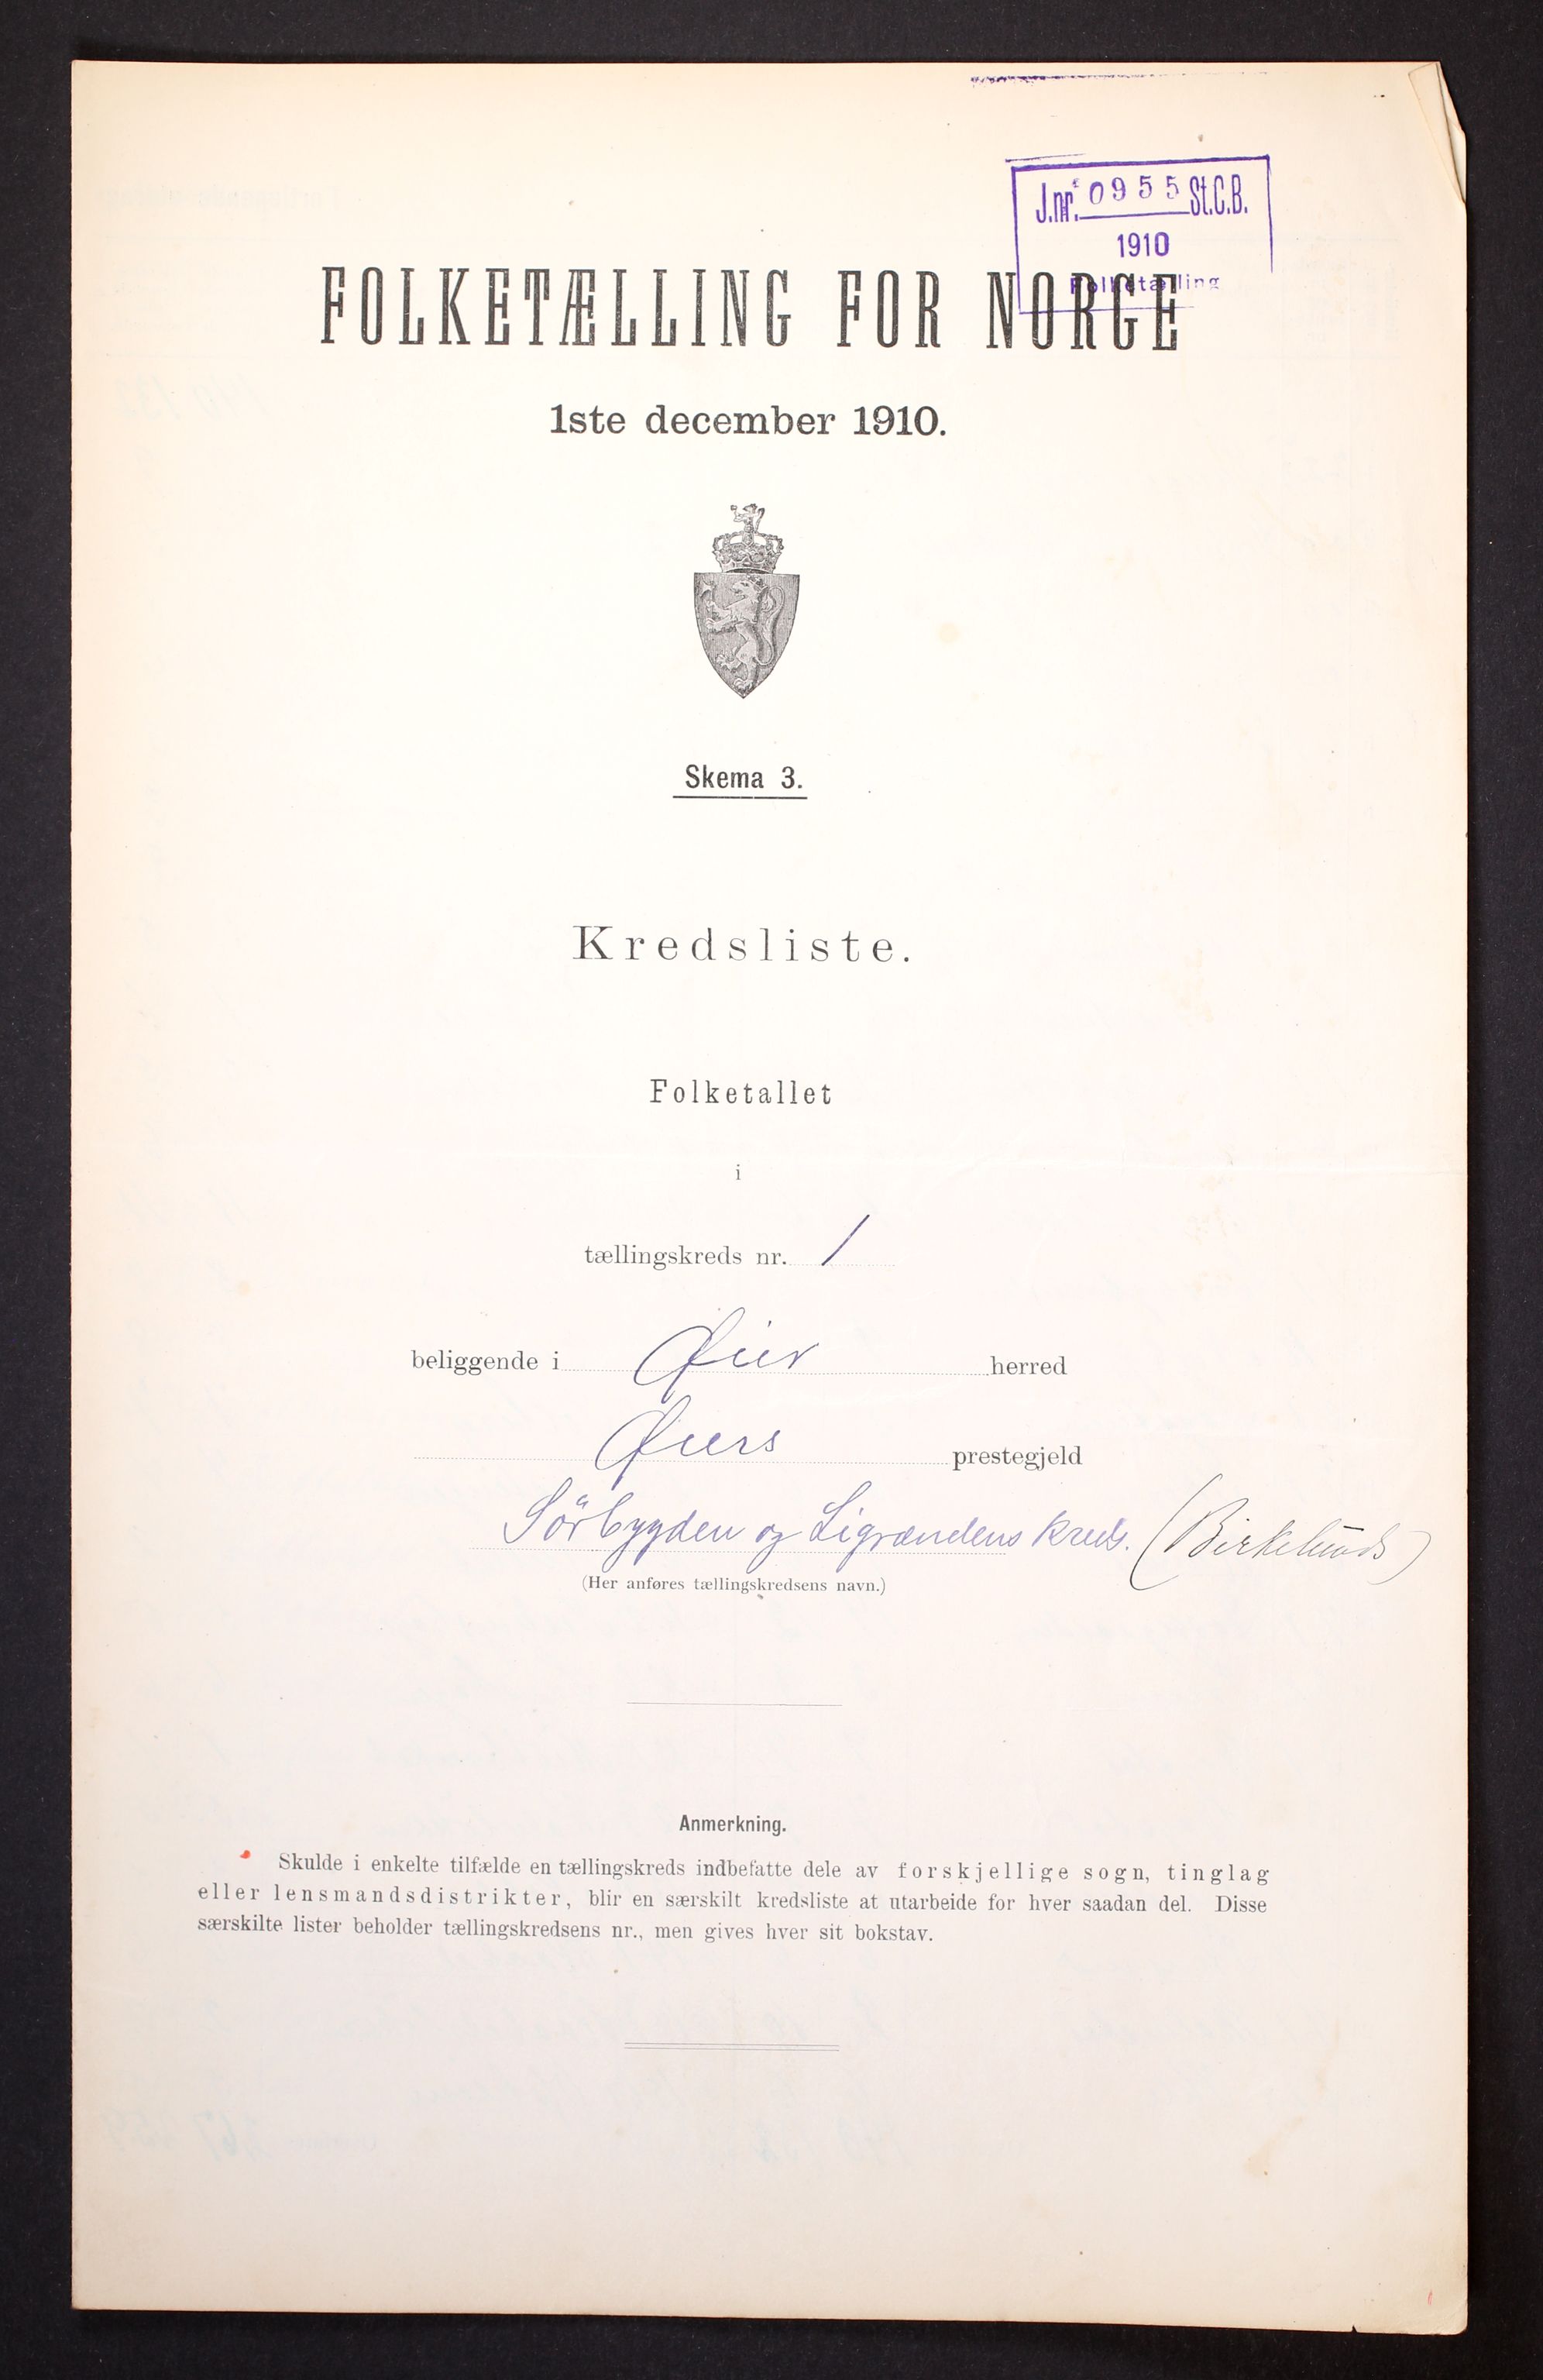 J.nr. 0955 St.C.B.
1910
Folketælling
FOLKETÆLLING FOR NORGE
1ste december 1910.
Skema 3.
Kredsliste.
Folketallet
i
tællingskreds nr. 1
beliggende i Øier herred
Øiers prestegjeld
Sörbygden og Ligrændens kreds. (Birkelunds)
(Her anføres tællingskredsens navn.)
Anmerkning.
Skulde i enkelte tilfælde en tællingskreds indbefatte dele av forskjellige sogn, tinglag
eller lensmandsdistrikter, blir en særskilt kredsliste at utarbeide for hver saadan del. Disse
særskilte lister beholder tællingskredsens nr., men gives hver sit bokstav.